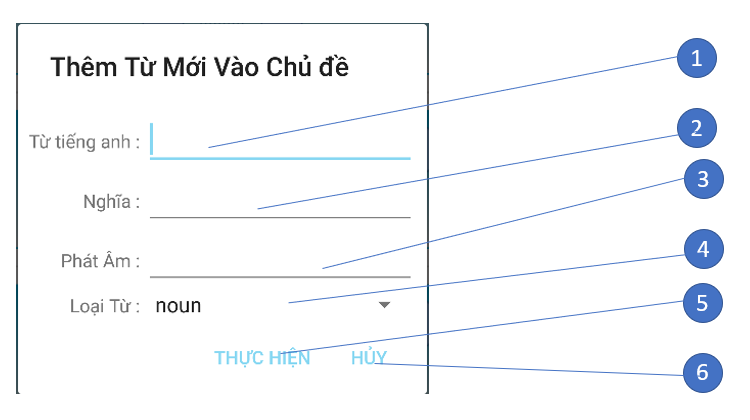 Thêm Từ Mới Vào Chủ đề
1
Từ tiếng anh :
2
3
Nghĩa :
4
Phát Âm :
Loại Từ : noun
5
THỰC HIỆN HỦY
6